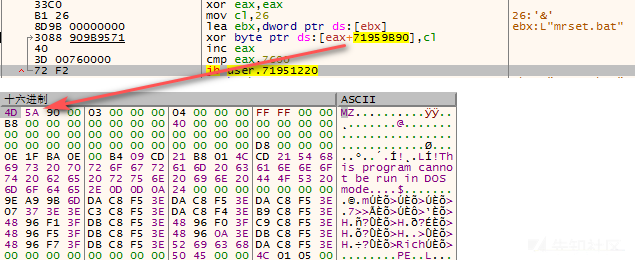 33C0 xor eax,eax
B1 26 mov cl,26 26:'&'
8D9B 00000000 lea ebx,dword ptr ds:[ebx] ebx:L"mrset.bat"
3088 909B9571 xor byte ptr ds:[eax+71959B90],cl
40 inc eax
3D 00760000 cmp eax,7600
72 F2 jb user.71951220
十六进制 ASCII
4D 5A 90 00 03 00 00 00 04 00 00 00 FF FF 00 00 MZ..........ÿÿ..
B8 00 00 00 00 00 00 00 40 00 00 00 00 00 00 00 ¸.......@.......
00 00 00 00 00 00 00 00 00 00 00 00 00 00 00 00 ................
00 00 00 00 00 00 00 00 00 00 00 00 D8 00 00 00 ............Ø...
0E 1F BA 0E 00 B4 09 CD 21 B8 01 4C CD 21 54 68 ..º..´.Í!¸.LÍ!Th
69 73 20 70 72 6F 67 72 61 6D 20 63 61 6E 6E 6F is program canno
74 20 62 65 20 72 75 6E 20 69 6E 20 44 4F 53 20 t be run in DOS
6D 6F 64 65 2E 0D 0D 0A 24 00 00 00 00 00 00 00 mode....$.......
9E A9 9B 6D DA C8 F5 3E DA C8 F5 3E DA C8 F5 3E .©.mÚÈõ>ÚÈõ>ÚÈõ>
07 37 3E 3E C3 C8 F5 3E DA C8 F4 3E B9 C8 F5 3E .7>>ÃÈõ>ÚÈô>¹Èõ>
48 96 F1 3F DB C8 F5 3E 48 96 F0 3F C9 C8 F5 3E H.ñ?ÛÈõ>H.ð?ÉÈõ>
48 96 F5 3F DB C8 F5 3E 48 96 0A 3E DB C8 F5 3E H.õ?ÛÈõ>H..>ÛÈõ>
48 96 F7 3F DB C8 F5 3E 52 69 63 68 DA C8 F5 3E H.÷?ÛÈõ>RichÚÈõ>
00 00 00 00 00 00 00 00 50 45 00 00 4C 01 05 00 ........PE..L...